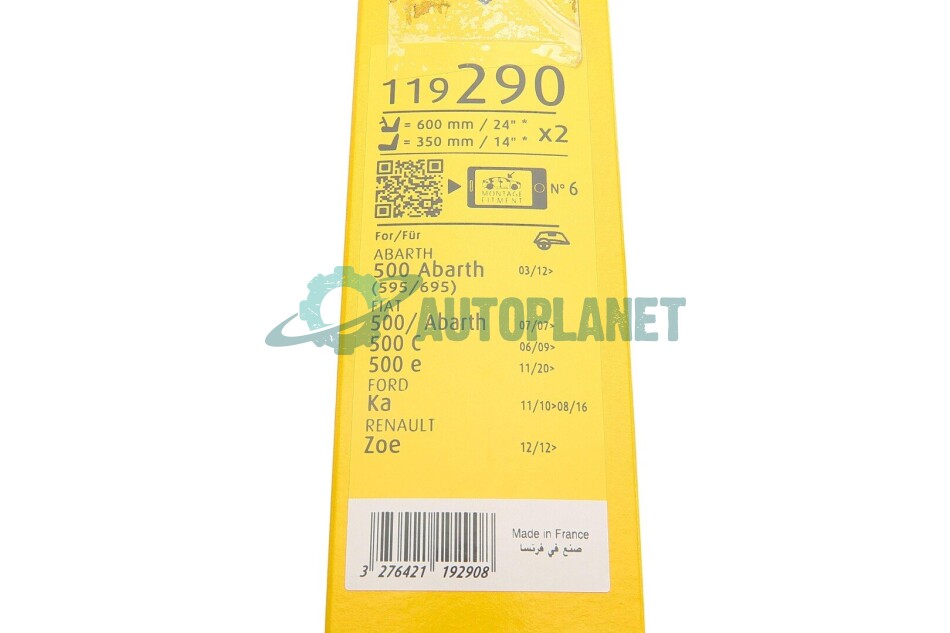 119290
= 600 mm / 24" *
= 350 mm / 14" *
x2
MONTAGE
FITMENT
N° 6
For/Für
ABARTH
500 Abarth 03/12>
(595/695)
FIAT
500/ Abarth 07/07>
500 C 06/09>
500 e 11/20>
FORD
Ka 11/10>08/16
RENAULT
Zoe 12/12>
AUTOPLANET
Made in France
صنع في فرنسا
3 276421 192908